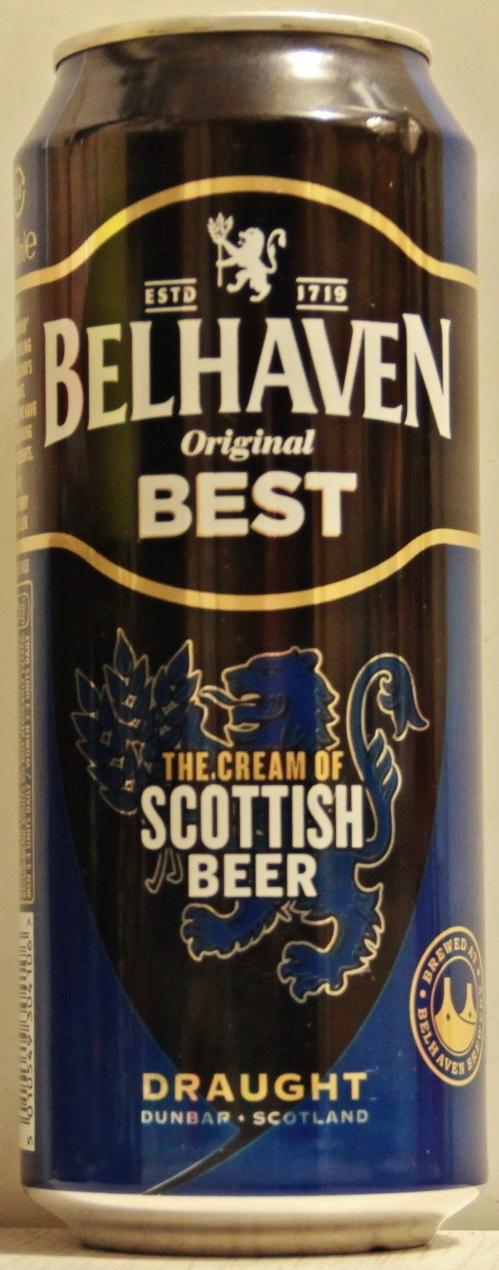 ESTD 1719
BELHAVEN
Original
BEST
THE CREAM OF
SCOTTISH
BEER
BREWED AT
BELHAVEN
DRAUGHT
DUNBAR • SCOTLAND